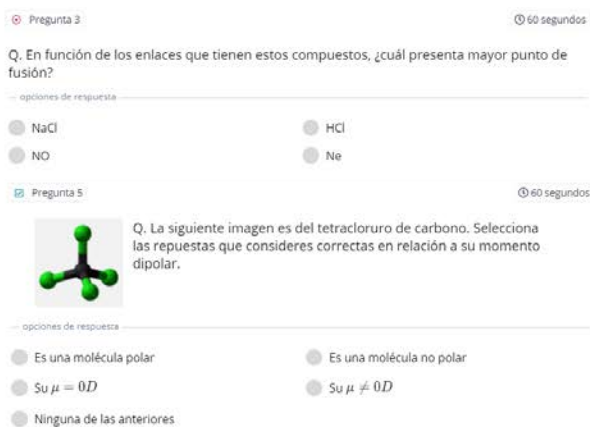 Pregunta 3
60 segundos
Q. En función de los enlaces que tienen estos compuestos, ¿cuál presenta mayor punto de
fusión?
opciones de respuesta
NaCl
HCl
NO
Ne
Pregunta 5
60 segundos
Q. La siguiente imagen es del tetracloruro de carbono. Selecciona
las repuestas que consideres correctas en relación a su momento
dipolar.
opciones de respuesta
Es una molécula polar
Es una molécula no polar
Su μ = 0D
Su μ ≠ 0D
Ninguna de las anteriores